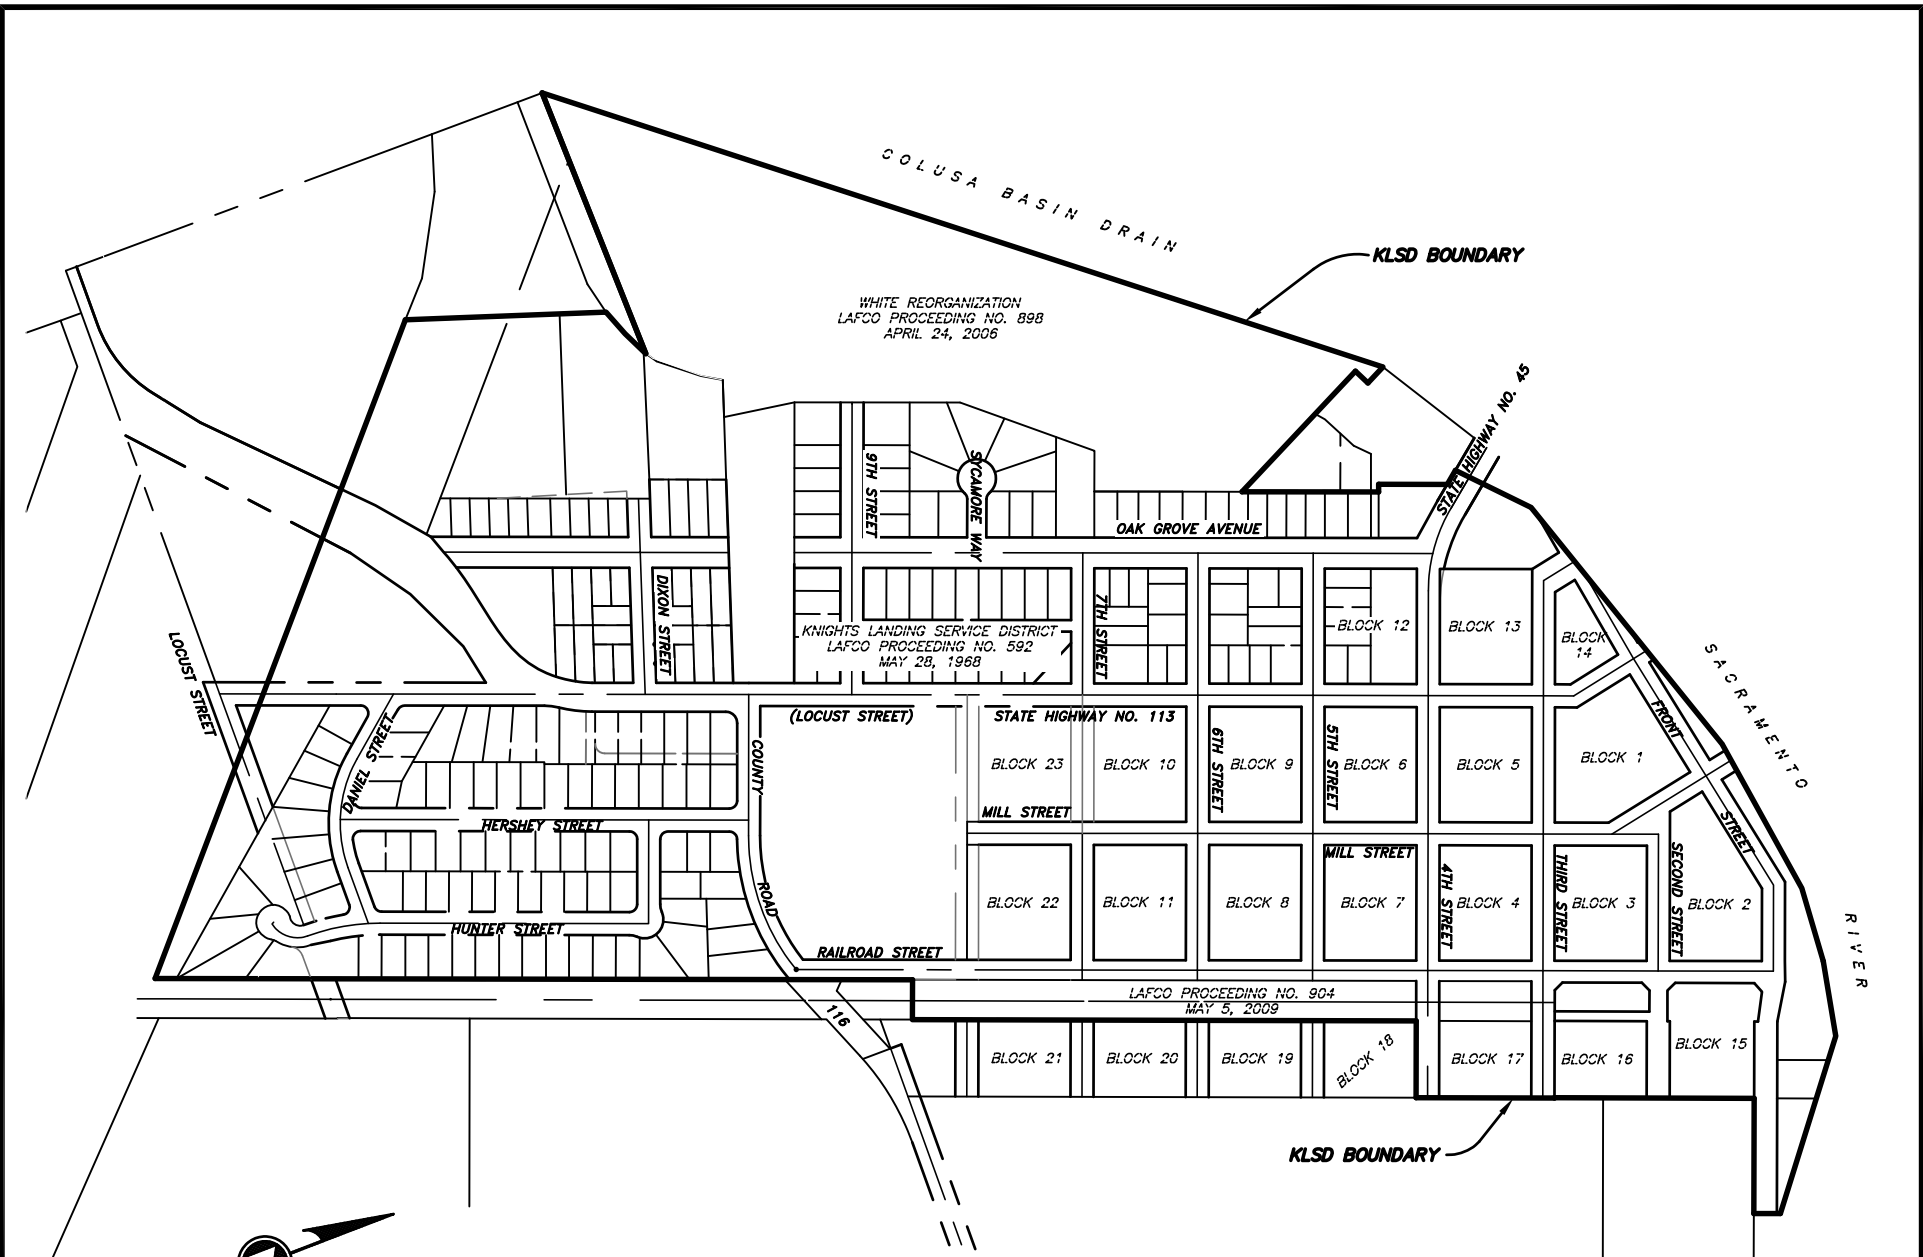 COLUSA BASIN DRAIN
KLSD BOUNDARY
WHITE REORGANIZATION
LAFCO PROCEEDING NO. 898
APRIL 24, 2006
STATE HIGHWAY NO. 45
9TH STREET
SYCAMORE WAY
OAK GROVE AVENUE
DIXON STREET
7TH STREET
KNIGHTS LANDING SERVICE DISTRICT
LAFCO PROCEEDING NO. 592
MAY 28, 1968
BLOCK 12
BLOCK 13
BLOCK
14
SACRAMENTO
RIVER
LOCUST STREET
(LOCUST STREET)
STATE HIGHWAY NO. 113
DANIEL STREET
COUNTY
ROAD
116
BLOCK 23
BLOCK 10
6TH STREET
BLOCK 9
5TH STREET
BLOCK 6
BLOCK 5
BLOCK 1
FRONT
STREET
MILL STREET
HERSHEY STREET
MILL STREET
BLOCK 22
BLOCK 11
BLOCK 8
BLOCK 7
4TH STREET
BLOCK 4
THIRD STREET
BLOCK 3
SECOND STREET
BLOCK 2
HUNTER STREET
RAILROAD STREET
LAFCO PROCEEDING NO. 904
MAY 5, 2009
BLOCK 21
BLOCK 20
BLOCK 19
BLOCK 18
BLOCK 17
BLOCK 16
BLOCK 15
KLSD BOUNDARY